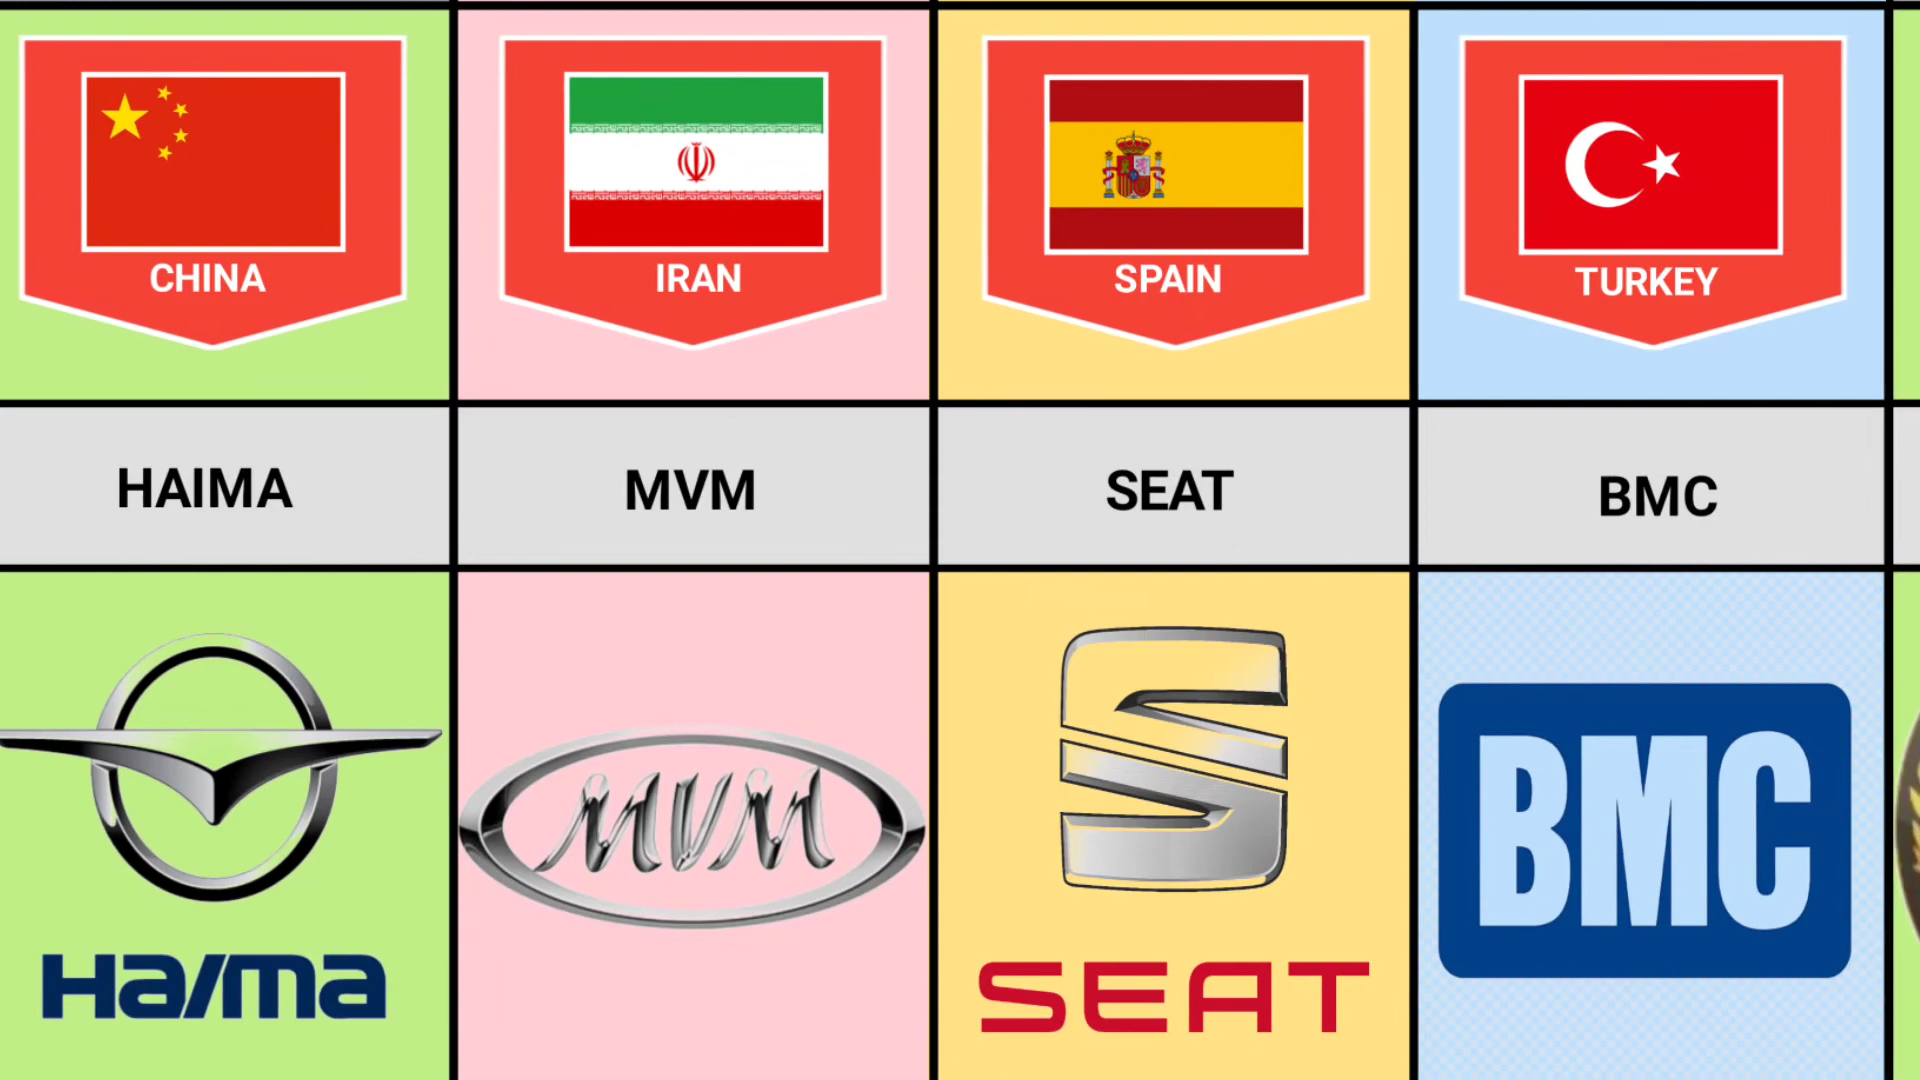 CHINA
IRAN
SPAIN
TURKEY
HAIMA
MVM
SEAT
BMC
Haima
MVM
SEAT
BMC